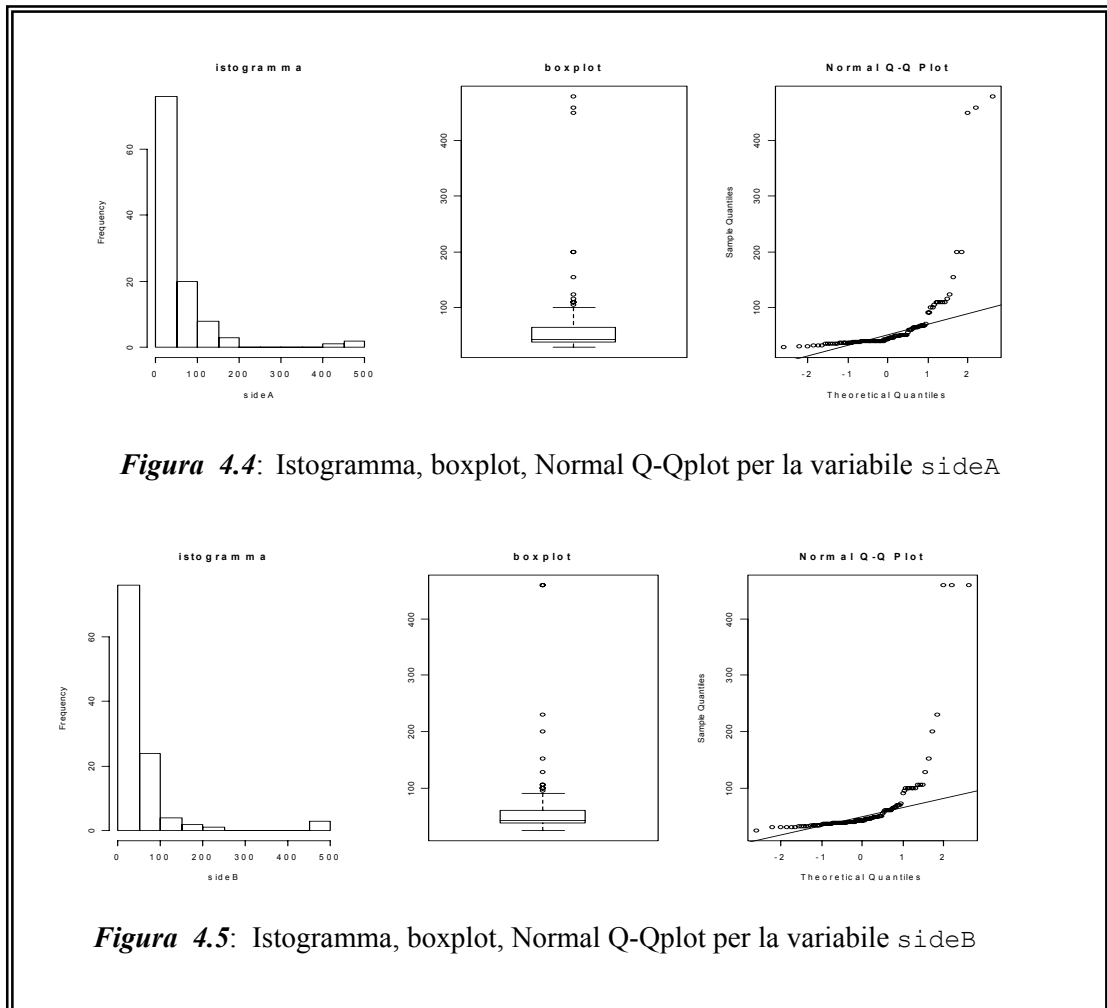 istogramma
boxplot
Normal Q-Q Plot
Frequency
0 20 40 60
0 100 200 300 400 500
sideA
100 200 300 400
Sample Quantiles
100 200 300 400
-2 -1 0 1 2
Theoretical Quantiles
Figura 4.4: Istogramma, boxplot, Normal Q-Qplot per la variabile sideA
istogramma
boxplot
Normal Q-Q Plot
Frequency
0 20 40 60
0 100 200 300 400 500
sideB
100 200 300 400
Sample Quantiles
100 200 300 400
-2 -1 0 1 2
Theoretical Quantiles
Figura 4.5: Istogramma, boxplot, Normal Q-Qplot per la variabile sideB